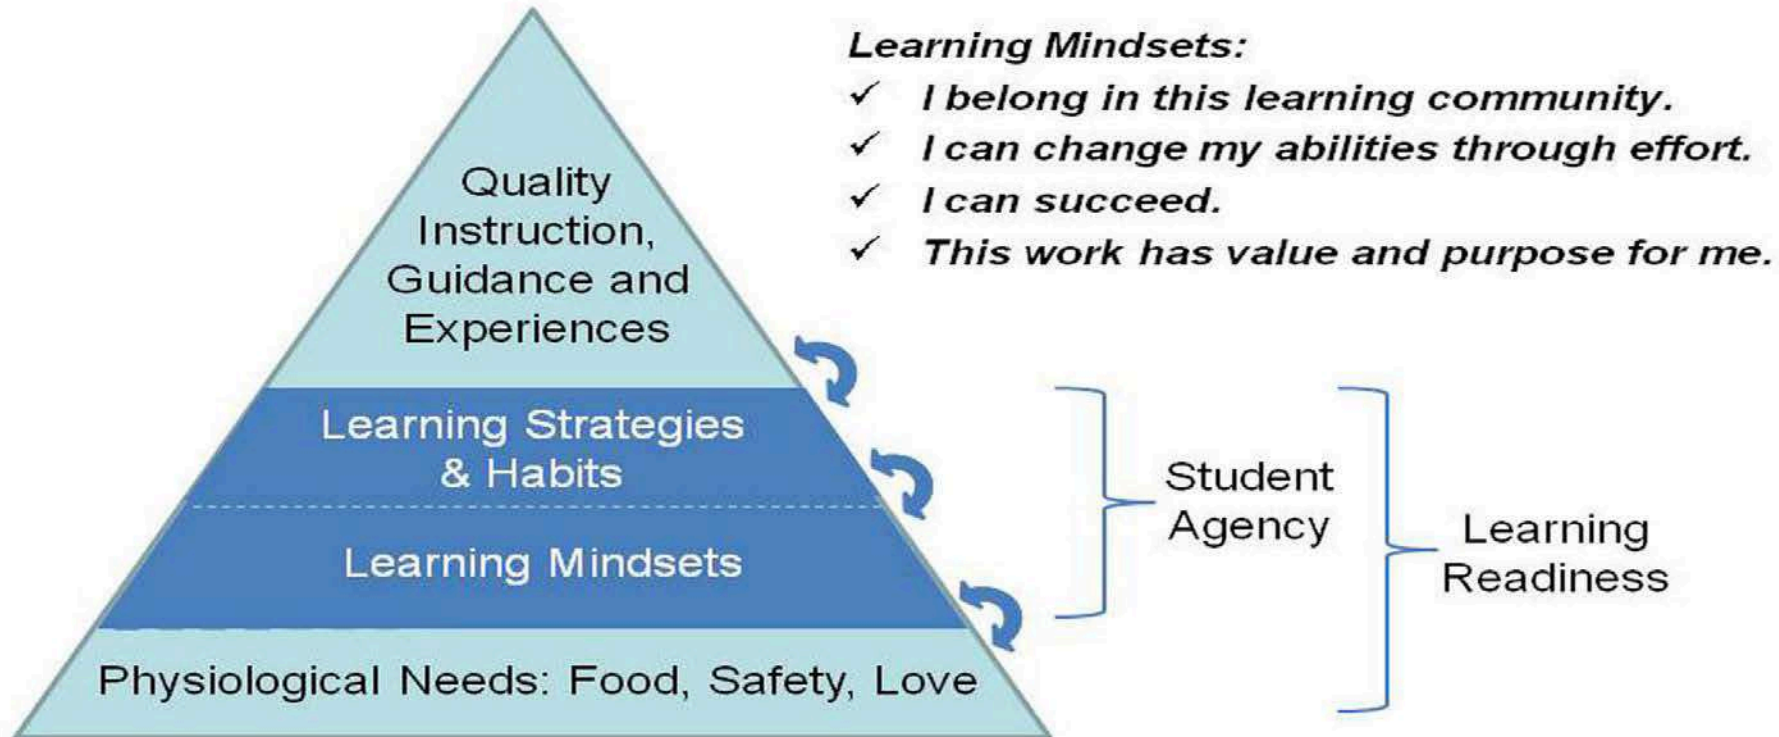 Learning Mindsets:
✓ I belong in this learning community.
✓ I can change my abilities through effort.
✓ I can succeed.
✓ This work has value and purpose for me.
Quality
Instruction,
Guidance and
Experiences
Learning Strategies
& Habits
Learning Mindsets
Physiological Needs: Food, Safety, Love
Student
Agency
Learning
Readiness